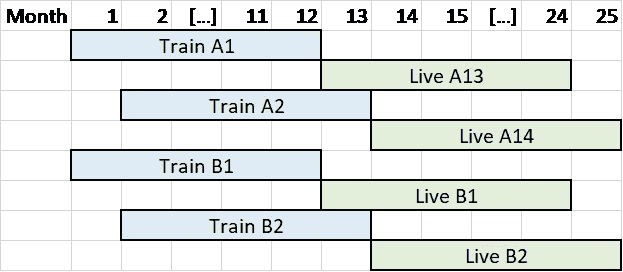 Month 1 2 [...] 11 12 13 14 15 [...] 24 25
Train A1
Live A13
Train A2
Live A14
Train B1
Live B1
Train B2
Live B2